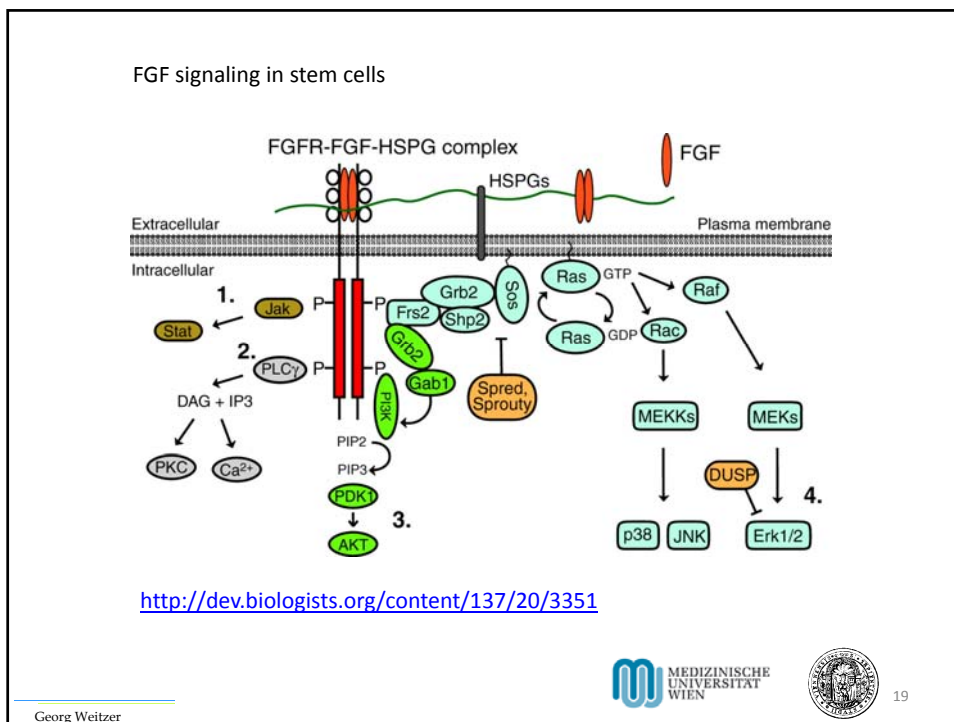 FGF signaling in stem cells
FGFR-FGF-HSPG complex
FGF
HSPGs
Extracellular
Plasma membrane
Intracellular
1.
Jak
Stat
2.
PLCγ
DAG + IP3
PKC
Ca2+
P
P
P
P
Frs2
Grb2
Shp2
Sos
Grb2
Gab1
PI3K
PIP2
PIP3
PDK1
AKT
3.
Spred,
Sprouty
Ras
GTP
Ras
GDP
Rac
Raf
MEKKs
MEKs
DUSP
4.
p38
JNK
Erk1/2
http://dev.biologists.org/content/137/20/3351
MEDIZINISCHE
UNIVERSITÄT
WIEN
19
Georg Weitzer